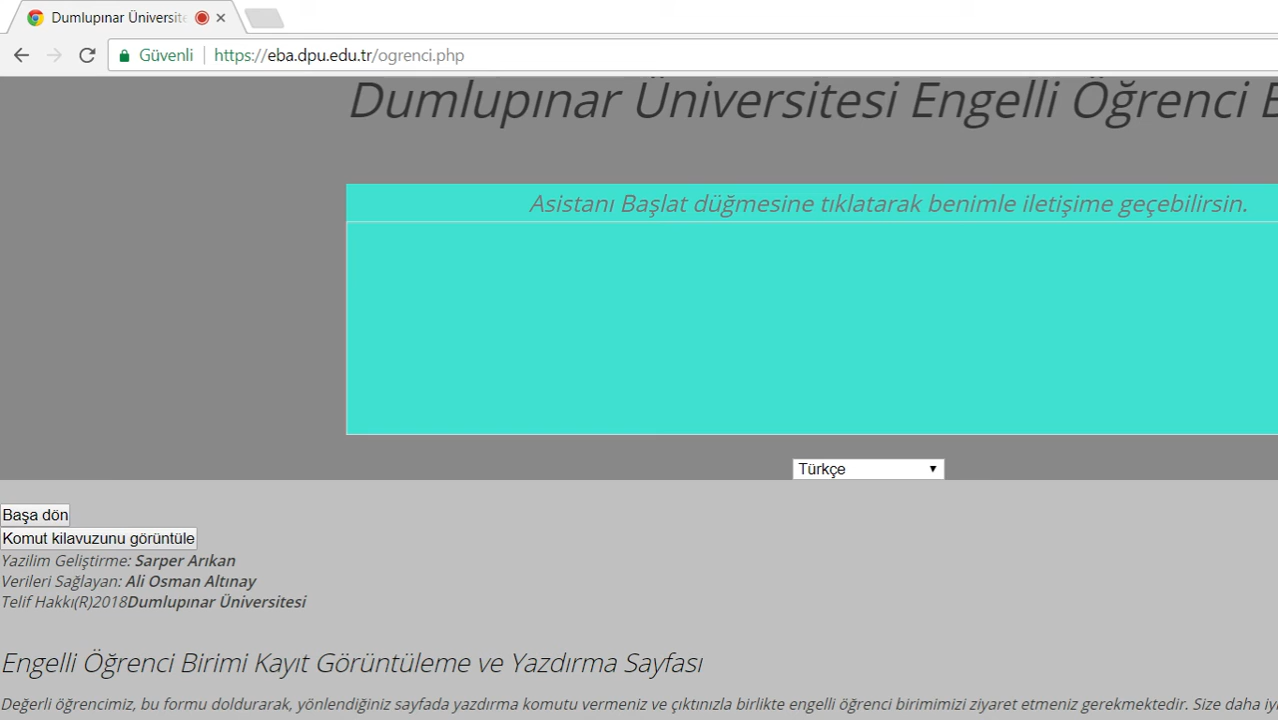 Dumlupınar Üniversite
Güvenli https://eba.dpu.edu.tr/ogrenci.php
Dumlupınar Üniversitesi Engelli Öğrenci
Asistanı Başlat düğmesine tıklatarak benimle iletişime geçebilirsin.
Türkçe
Başa dön
Komut kilavuzunu görüntüle
Yazilim Geliştirme: Sarper Arıkan
Verileri Sağlayan: Ali Osman Altınay
Telif Hakkı(R)2018Dumlupınar Üniversitesi
Engelli Öğrenci Birimi Kayıt Görüntüleme ve Yazdırma Sayfası
Değerli öğrencimiz, bu formu doldurarak, yönlendiğiniz sayfada yazdırma komutu vermeniz ve çıktınızla birlikte engelli öğrenci birimimizi ziyaret etmeniz gerekmektedir. Size daha